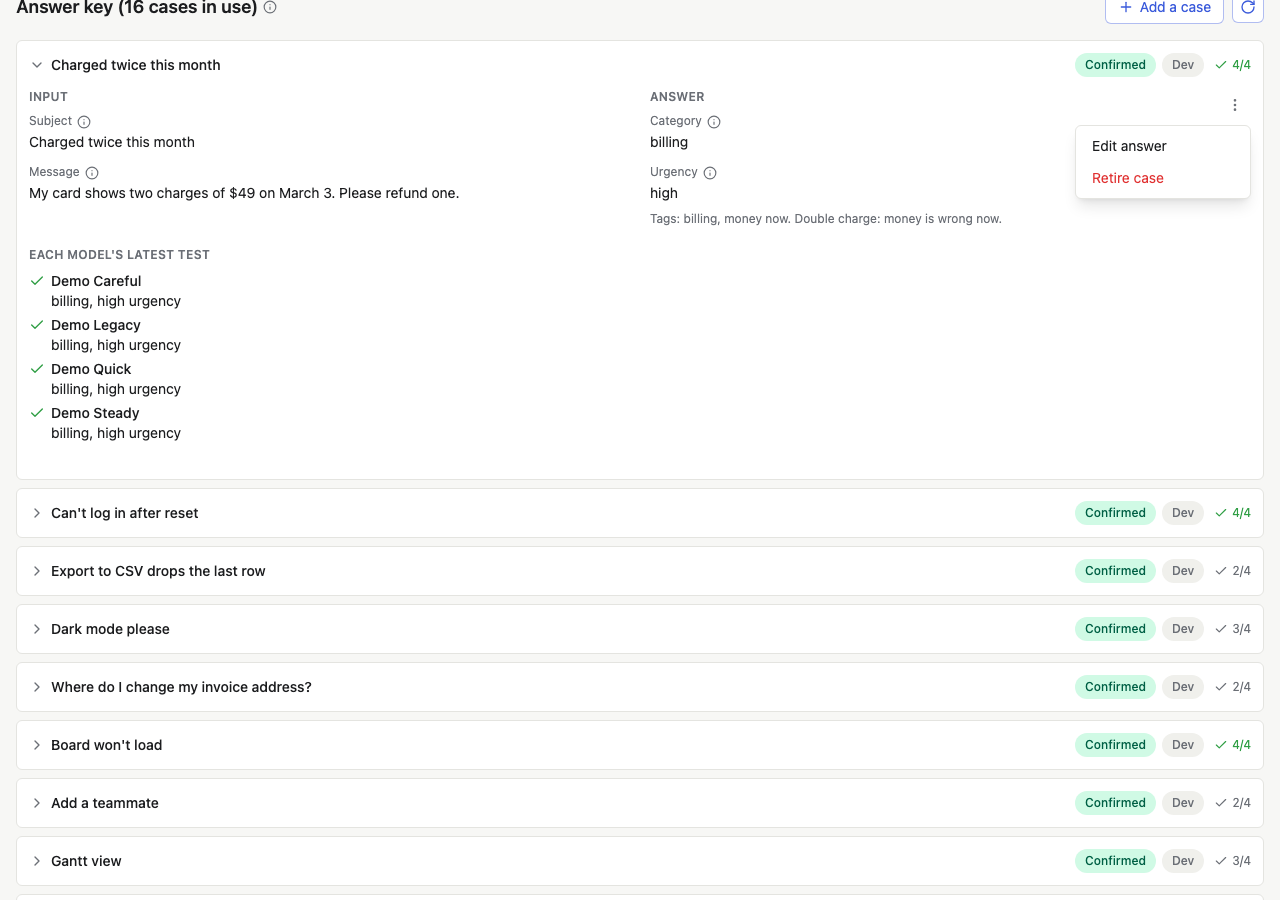 Answer key (16 cases in use)
Add a case
Charged twice this month
Confirmed Dev 4/4
INPUT
Subject
Charged twice this month
Message
My card shows two charges of $49 on March 3. Please refund one.
ANSWER
Category
billing
Urgency
high
Tags: billing, money now. Double charge: money is wrong now.
Edit answer
Retire case
EACH MODEL'S LATEST TEST
Demo Careful
billing, high urgency
Demo Legacy
billing, high urgency
Demo Quick
billing, high urgency
Demo Steady
billing, high urgency
Can't log in after reset Confirmed Dev 4/4
Export to CSV drops the last row Confirmed Dev 2/4
Dark mode please Confirmed Dev 3/4
Where do I change my invoice address? Confirmed Dev 2/4
Board won't load Confirmed Dev 4/4
Add a teammate Confirmed Dev 2/4
Gantt view Confirmed Dev 3/4